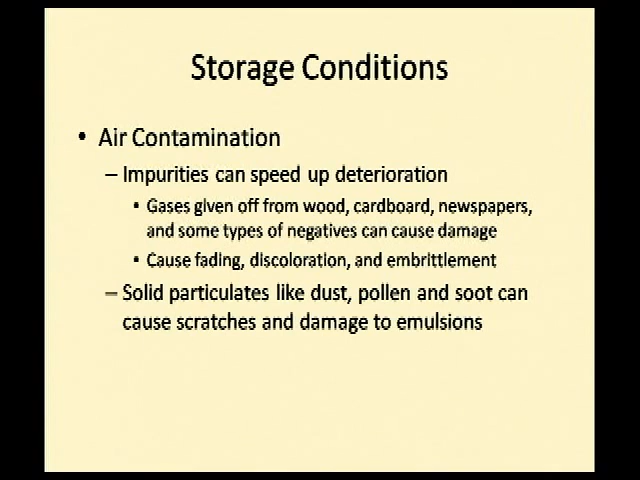 Storage Conditions
• Air Contamination
– Impurities can speed up deterioration
• Gases given off from wood, cardboard, newspapers,
and some types of negatives can cause damage
• Cause fading, discoloration, and embrittlement
– Solid particulates like dust, pollen and soot can
cause scratches and damage to emulsions